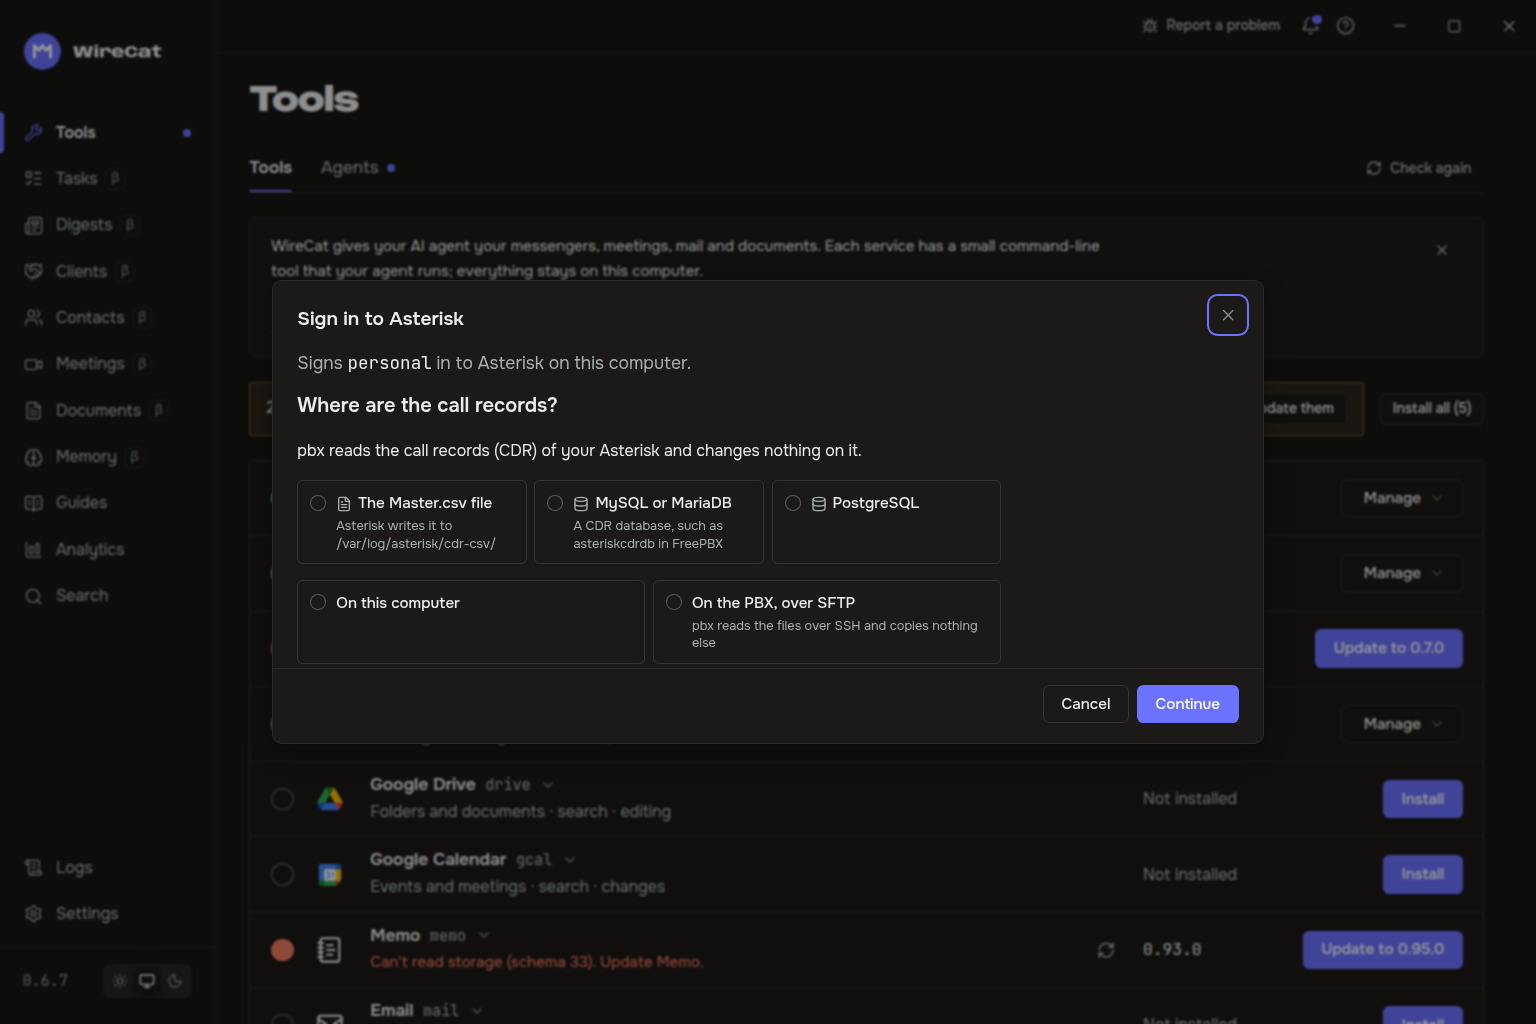 WireCat
Report a problem
Tools
Tasks β
Digests β
Clients β
Contacts β
Meetings β
Documents β
Memory β
Guides
Analytics
Search
Logs
Settings
0.6.7
Tools
Tools
Agents
Check again
WireCat gives your AI agent your messengers, meetings, mail and documents. Each service has a small command-line
tool that your agent runs; everything stays on this computer.
them
Install all (5)
Manage
Manage
Update to 0.7.0
Manage
Sign in to Asterisk
Signs personal in to Asterisk on this computer.
Where are the call records?
pbx reads the call records (CDR) of your Asterisk and changes nothing on it.
The Master.csv file
Asterisk writes it to
/var/log/asterisk/cdr-csv/
MySQL or MariaDB
A CDR database, such as
asteriskcdrdb in FreePBX
PostgreSQL
On this computer
On the PBX, over SFTP
pbx reads the files over SSH and copies nothing
else
Cancel
Continue
Google Drive drive
Folders and documents · search · editing
Not installed
Install
Google Calendar gcal
Events and meetings · search · changes
Not installed
Install
Memo memo
Can't read storage (schema 33). Update Memo.
0.93.0
Update to 0.95.0
Email mail
Not installed
Install